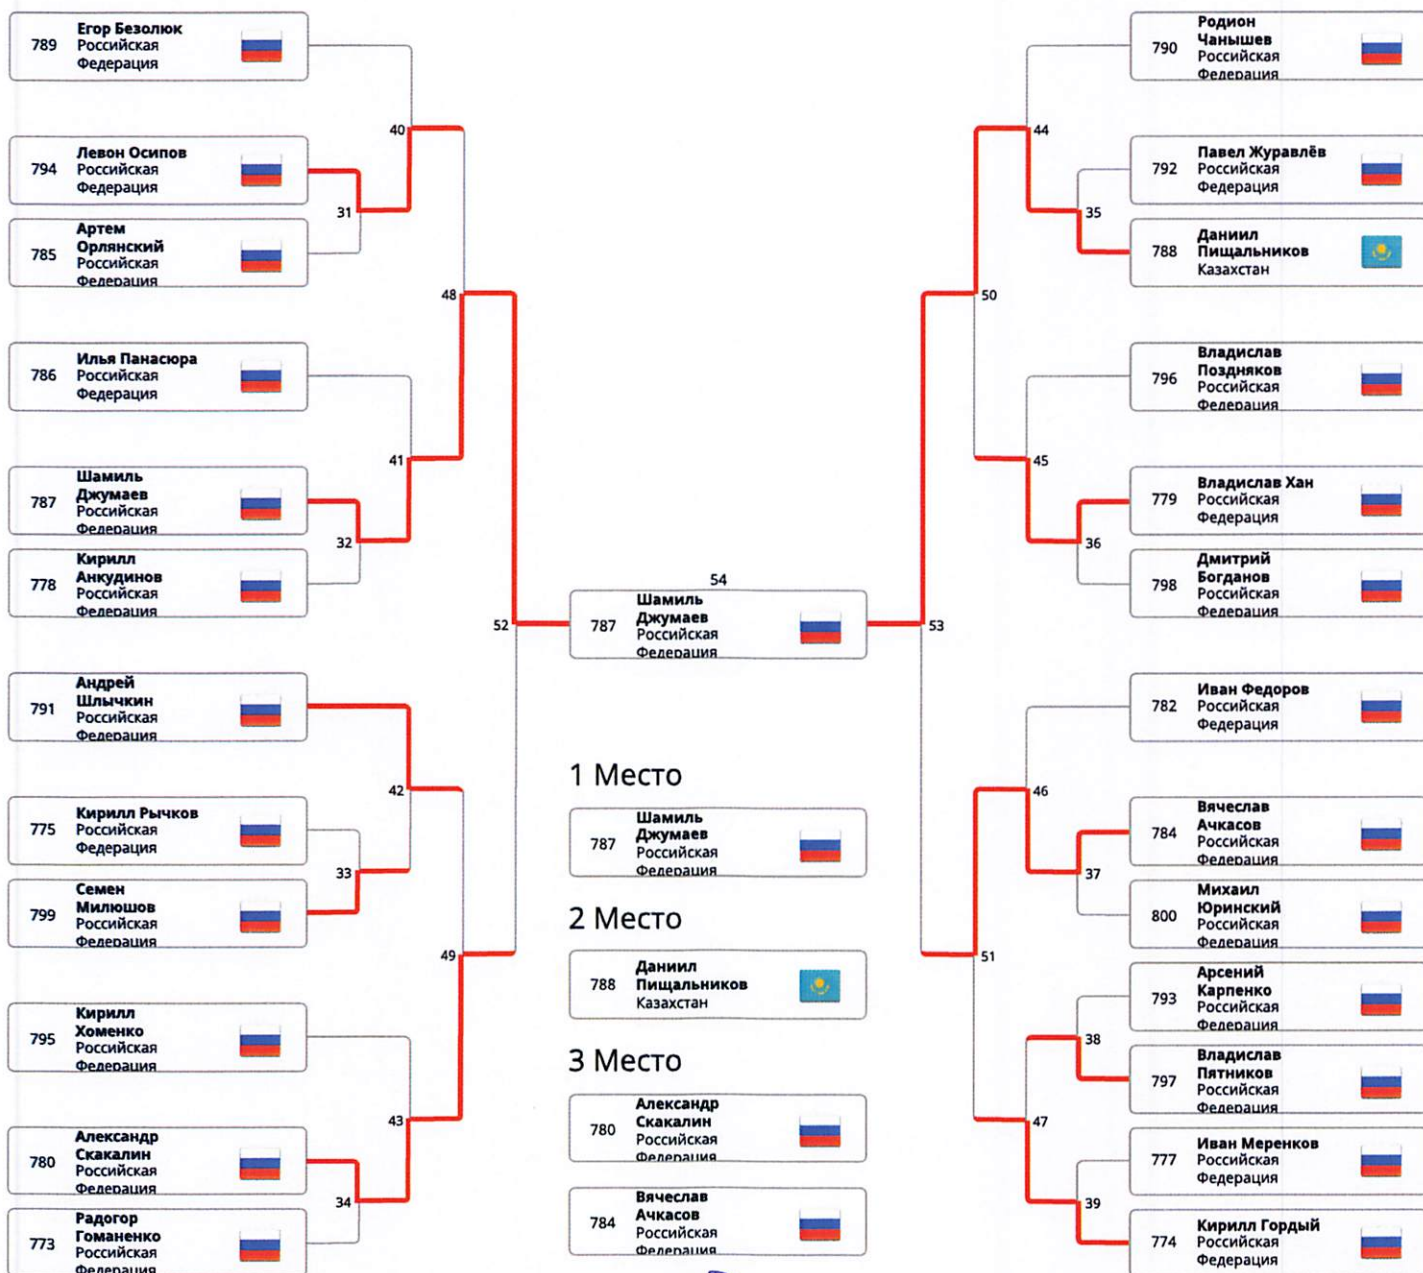 789
Егор Безолюк
Российская
Федерация
794
Левон Осипов
Российская
Федерация
785
Артем
Орлянский
Российская
Федерация
786
Илья Панасюра
Российская
Федерация
787
Шамиль
Джумаев
Российская
Федерация
778
Кирилл
Анкудинов
Российская
Федерация
791
Андрей
Шлычкин
Российская
Федерация
775
Кирилл Рычков
Российская
Федерация
799
Семен
Милюшов
Российская
Федерация
795
Кирилл
Хоменко
Российская
Федерация
780
Александр
Скакалин
Российская
Федерация
773
Радогор
Гоманенко
Российская
Федерация
31
32
33
34
40
41
42
43
48
49
52
54
787
Шамиль
Джумаев
Российская
Федерация
1 Место
787
Шамиль
Джумаев
Российская
Федерация
2 Место
788
Даниил
Пищальников
Казахстан
3 Место
780
Александр
Скакалин
Российская
Федерация
784
Вячеслав
Ачкасов
Российская
Федерация
53
50
51
44
45
46
47
35
36
37
38
39
790
Родион
Чанышев
Российская
Федерация
792
Павел Журавлёв
Российская
Федерация
788
Даниил
Пищальников
Казахстан
796
Владислав
Поздняков
Российская
Федерация
779
Владислав Хан
Российская
Федерация
798
Дмитрий
Богданов
Российская
Федерация
782
Иван Федоров
Российская
Федерация
784
Вячеслав
Ачкасов
Российская
Федерация
800
Михаил
Юринский
Российская
Федерация
793
Арсений
Карпенко
Российская
Федерация
797
Владислав
Пятников
Российская
Федерация
777
Иван Меренков
Российская
Федерация
774
Кирилл Гордый
Российская
Федерация